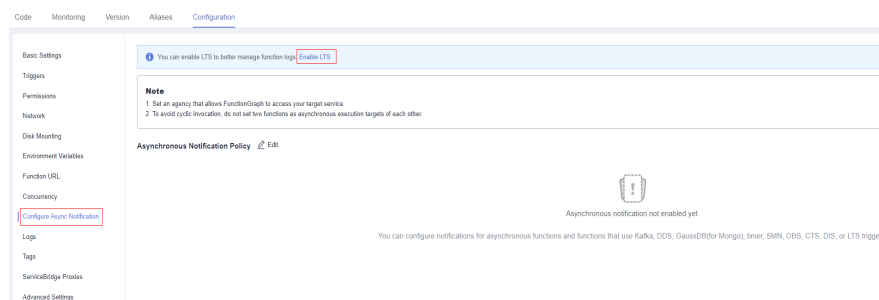 Code Monitoring Version Aliases Configuration
Basic Settings
Triggers
Permissions
Network
Disk Mounting
Environment Variables
Function URL
Concurrency
Configure Async Notification
Logs
Tags
ServiceBridge Proxies
Advanced Settings
You can enable LTS to better manage function logs. Enable LTS
Note
1. Set an agency that allows FunctionGraph to access your target service.
2. To avoid cyclic invocation, do not set two functions as asynchronous execution targets of each other.
Asynchronous Notification Policy Edit
Asynchronous notification not enabled yet.
You can configure notifications for asynchronous functions and functions that use Kafka, DDS, GaussDB(for Mongo), timer, SMN, OBS, CTS, DIS, or LTS trigge